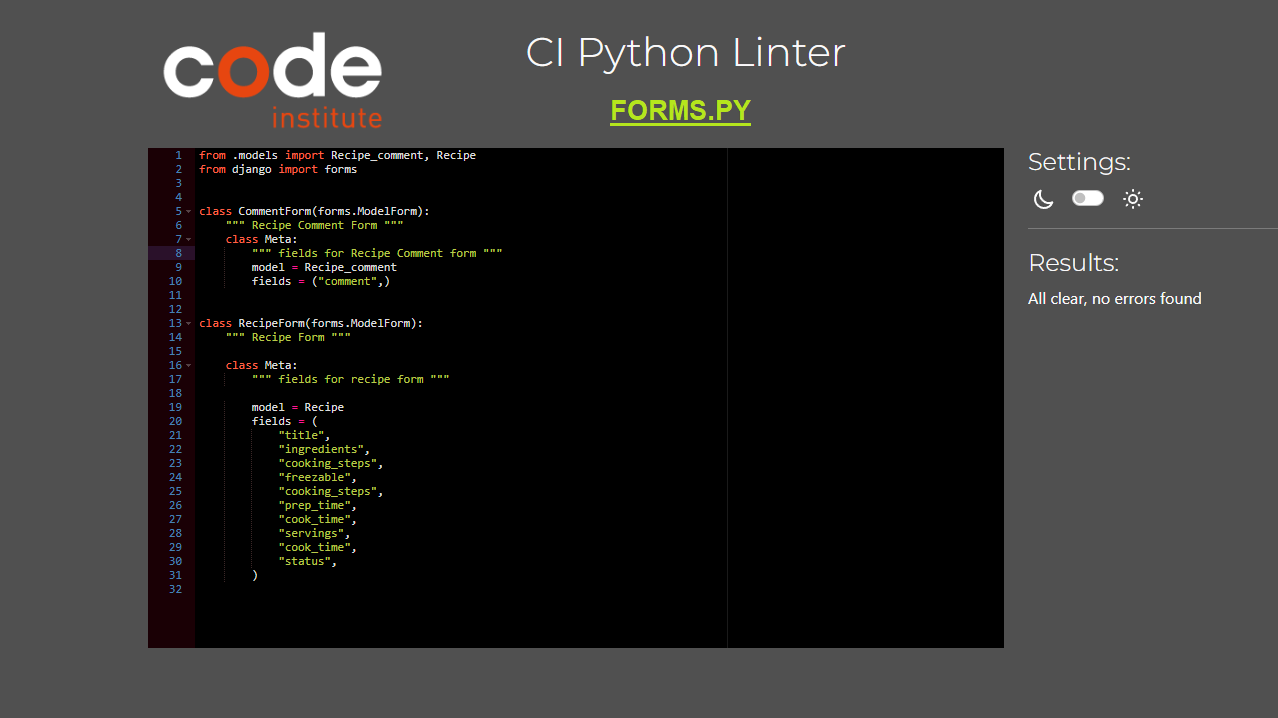 code
institute
CI Python Linter
FORMS.PY
1 from .models import Recipe_comment, Recipe
2 from django import forms
3
4
5 class CommentForm(forms.ModelForm):
6     """ Recipe Comment Form """
7     class Meta:
8         """ fields for Recipe Comment form """
9         model = Recipe_comment
10         fields = ("comment",)
11
12
13 class RecipeForm(forms.ModelForm):
14     """ Recipe Form """
15
16     class Meta:
17         """ fields for recipe form """
18
19         model = Recipe
20         fields = (
21             "title",
22             "ingredients",
23             "cooking_steps",
24             "freezable",
25             "cooking_steps",
26             "prep_time",
27             "cook_time",
28             "servings",
29             "cook_time",
30             "status",
31         )
32
Settings:
Results:
All clear, no errors found